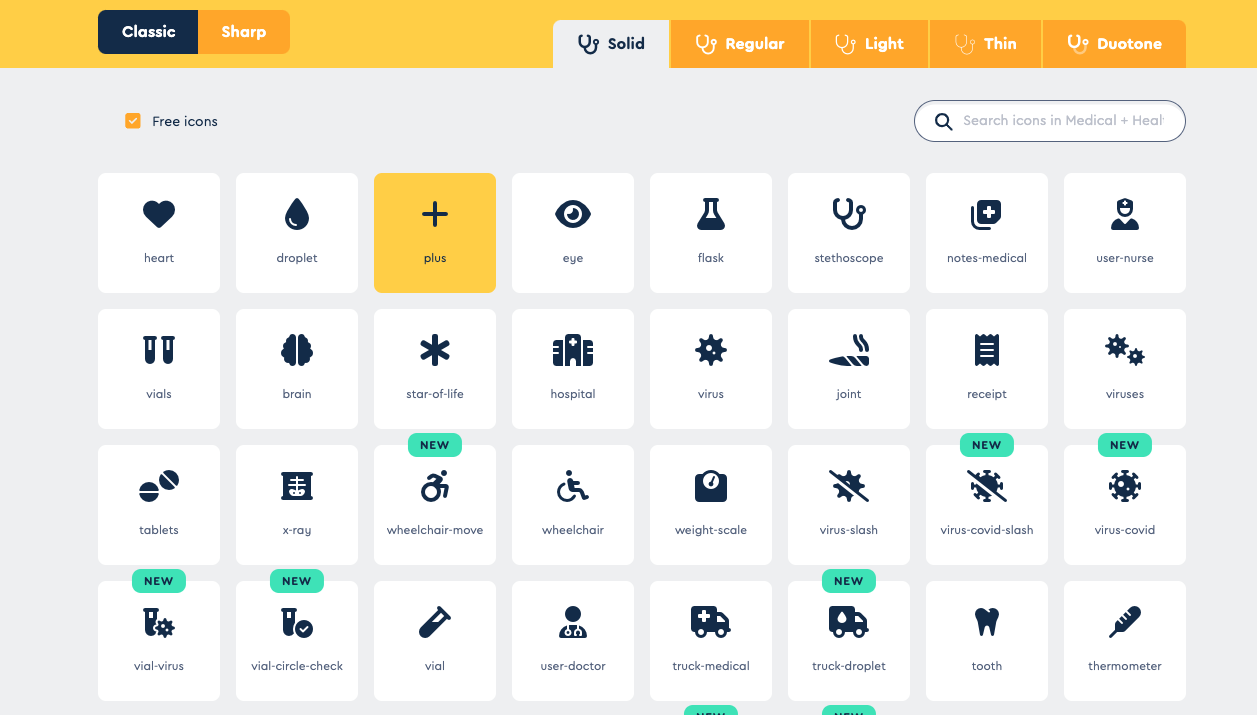 Classic
Sharp
Solid
Regular
Light
Thin
Duotone
Free icons
Search icons in Medical + Heal
heart
droplet
plus
eye
flask
stethoscope
notes-medical
user-nurse
vials
brain
star-of-life
hospital
virus
joint
receipt
viruses
NEW
NEW
NEW
tablets
x-ray
wheelchair-move
wheelchair
weight-scale
virus-slash
virus-covid-slash
virus-covid
NEW
NEW
NEW
vial-virus
vial-circle-check
vial
user-doctor
truck-medical
truck-droplet
tooth
thermometer
NEW
NEW